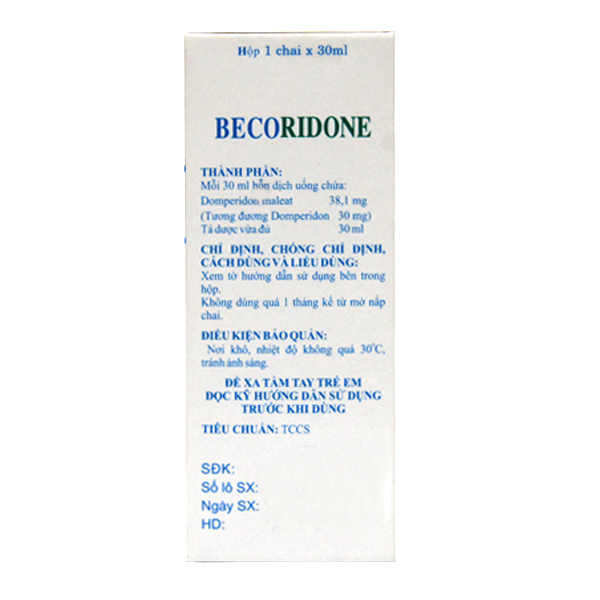 Hộp 1 chai x 30ml
BECORIDONE
THÀNH PHẦN:
Mỗi 30 ml hỗn dịch uống chứa:
Domperidon maleat 38,1 mg
(Tương đương Domperidon 30 mg)
Tá dược vừa đủ 30 ml
CHỈ ĐỊNH, CHỐNG CHỈ ĐỊNH,
CÁCH DÙNG VÀ LIỀU DÙNG:
Xem tờ hướng dẫn sử dụng bên trong
hộp.
Không dùng quá 1 tháng kể từ mở nắp
chai.
ĐIỀU KIỆN BẢO QUẢN:
Nơi khô, nhiệt độ không quá 30°C,
tránh ánh sáng.
ĐỂ XA TẦM TAY TRẺ EM
ĐỌC KỸ HƯỚNG DẪN SỬ DỤNG
TRƯỚC KHI DÙNG
TIÊU CHUẨN: TCCS
SĐK:
Số lô SX:
Ngày SX:
HD: